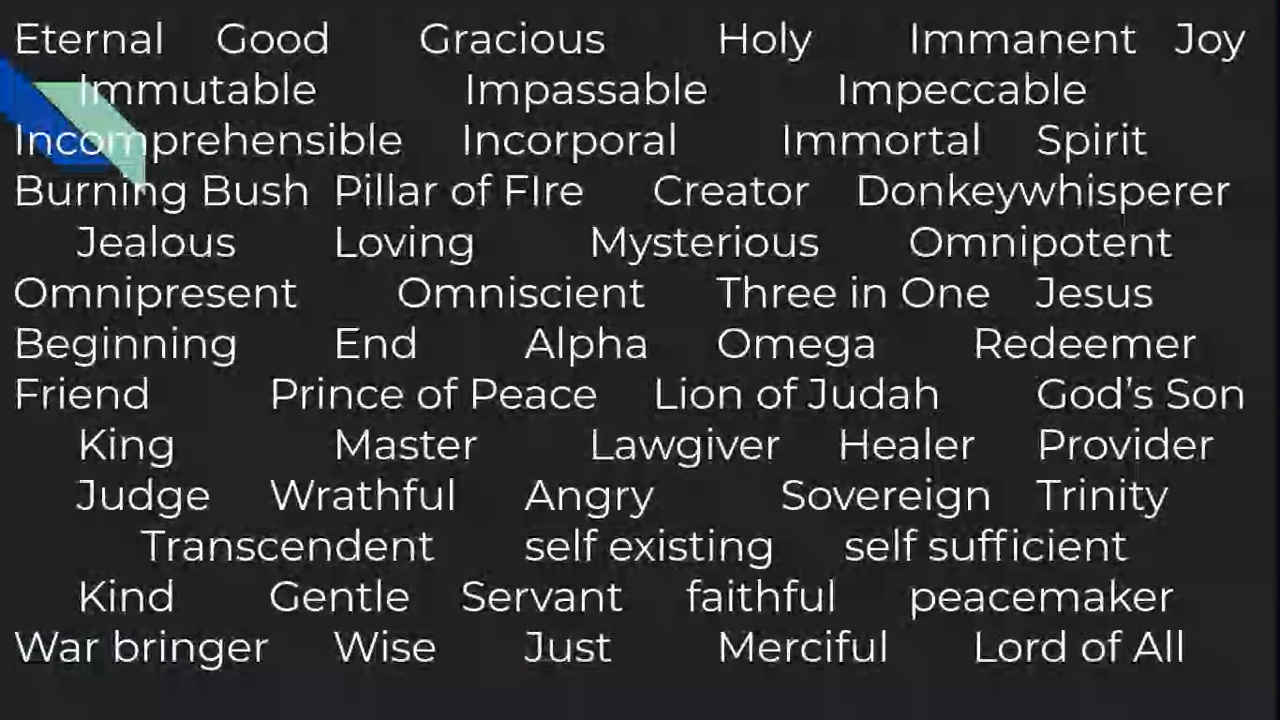 Eternal Good Gracious Holy Immanent Joy
Immutable Impassable Impeccable
Incomprehensible Incorporal Immortal Spirit
Burning Bush Pillar of FIre Creator Donkeywhisperer
Jealous Loving Mysterious Omnipotent
Omnipresent Omniscient Three in One Jesus
Beginning End Alpha Omega Redeemer
Friend Prince of Peace Lion of Judah God’s Son
King Master Lawgiver Healer Provider
Judge Wrathful Angry Sovereign Trinity
Transcendent self existing self sufficient
Kind Gentle Servant faithful peacemaker
War bringer Wise Just Merciful Lord of All